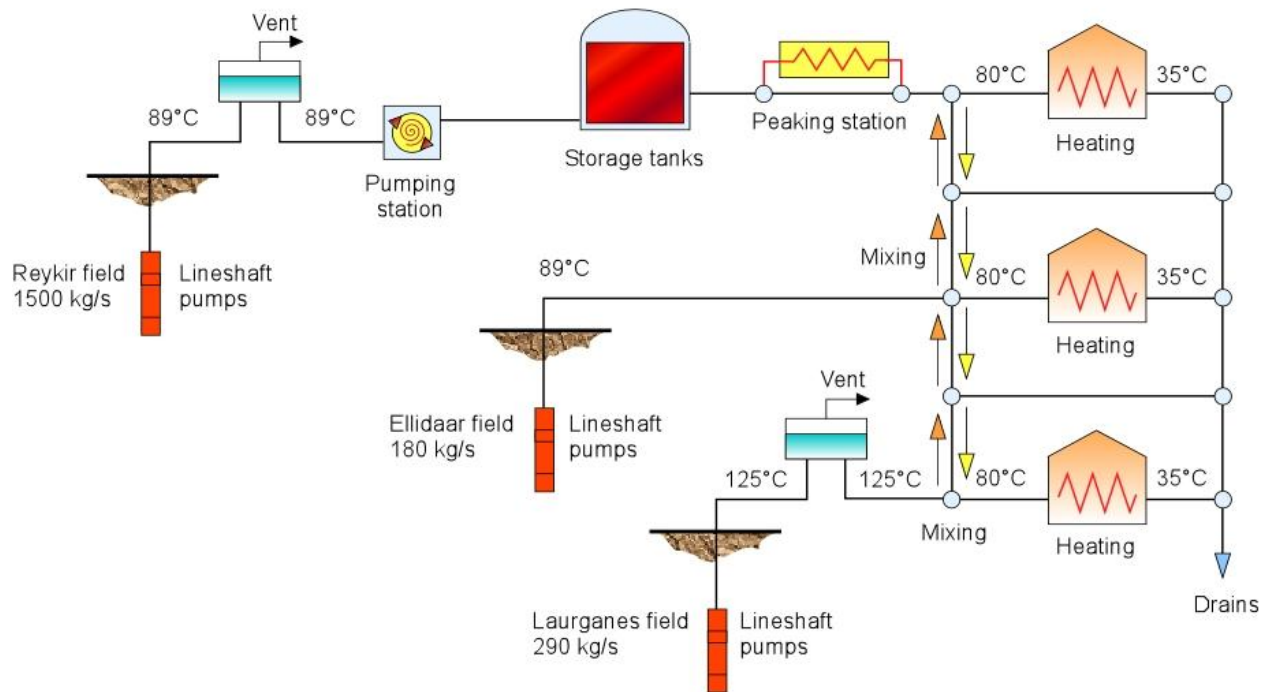 Vent
89°C
89°C
Pumping
station
Storage tanks
Peaking station
80°C
35°C
Heating
Reykir field
1500 kg/s
Lineshaft
pumps
89°C
Mixing
80°C
35°C
Heating
Ellidaar field
180 kg/s
Lineshaft
pumps
Vent
125°C
125°C
Mixing
80°C
35°C
Heating
Drains
Laurganes field
290 kg/s
Lineshaft
pumps